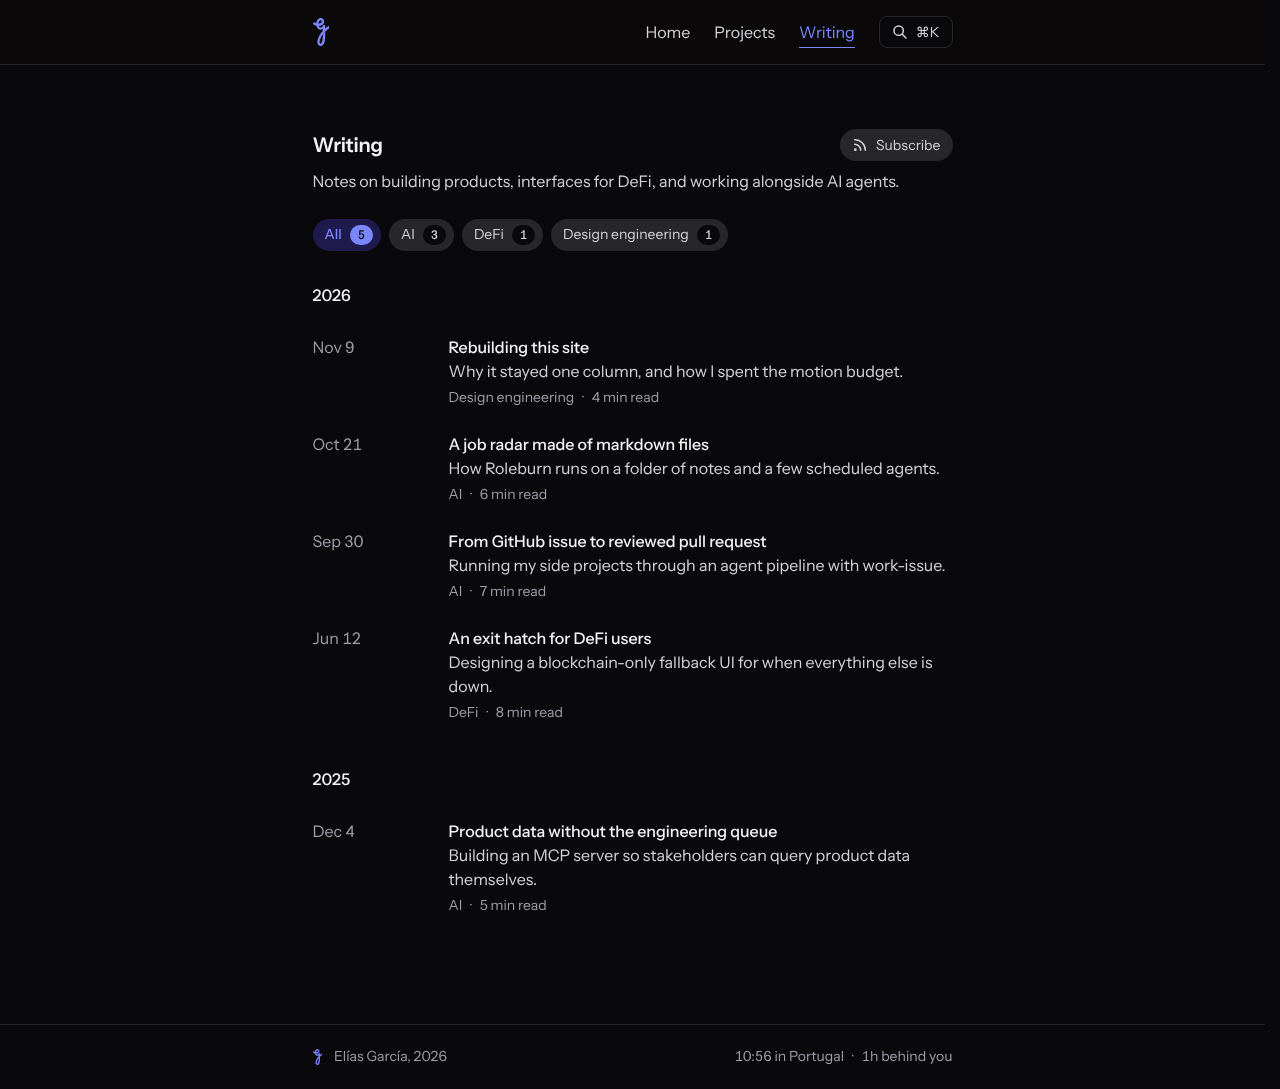 Home Projects Writing ⌘K
Writing
Subscribe
Notes on building products, interfaces for DeFi, and working alongside AI agents.
All 5 AI 3 DeFi 1 Design engineering 1
2026
Nov 9
Rebuilding this site
Why it stayed one column, and how I spent the motion budget.
Design engineering · 4 min read
Oct 21
A job radar made of markdown files
How Roleburn runs on a folder of notes and a few scheduled agents.
AI · 6 min read
Sep 30
From GitHub issue to reviewed pull request
Running my side projects through an agent pipeline with work-issue.
AI · 7 min read
Jun 12
An exit hatch for DeFi users
Designing a blockchain-only fallback UI for when everything else is
down.
DeFi · 8 min read
2025
Dec 4
Product data without the engineering queue
Building an MCP server so stakeholders can query product data
themselves.
AI · 5 min read
Elías García, 2026
10:56 in Portugal · 1h behind you